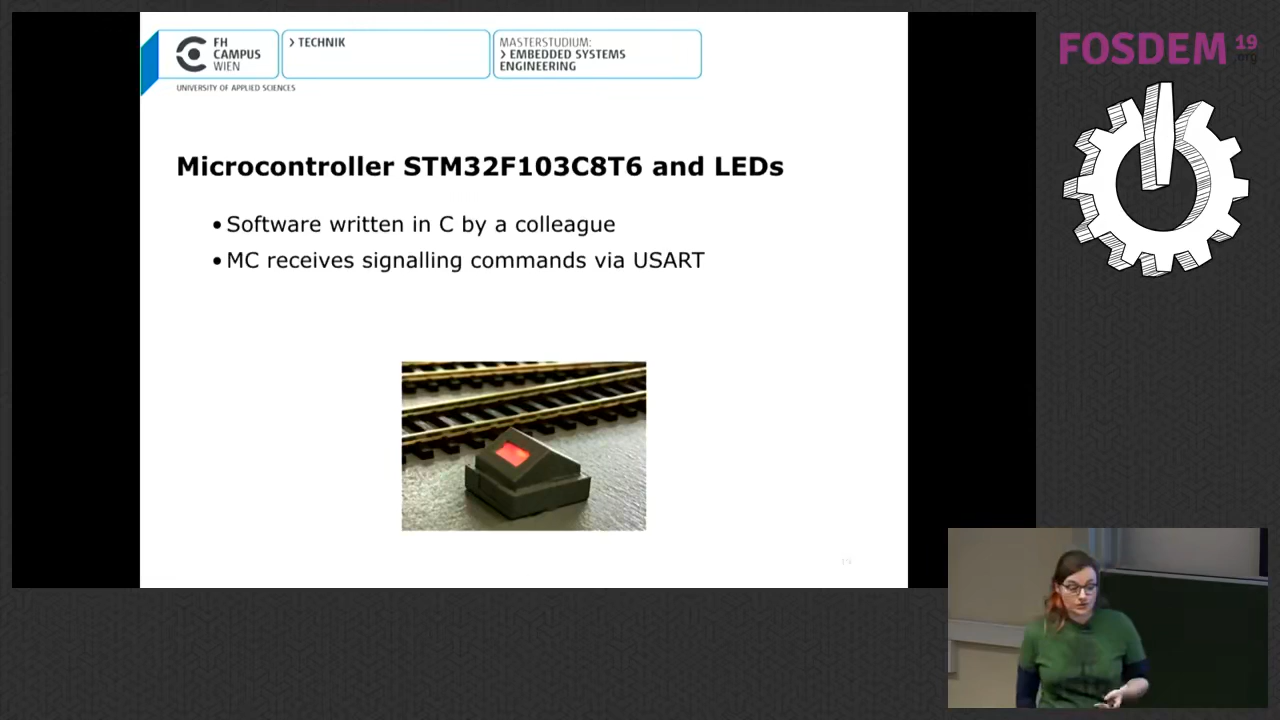 FH
CAMPUS
WIEN
> TECHNIK
MASTERSTUDIUM:
> EMBEDDED SYSTEMS
ENGINEERING
UNIVERSITY OF APPLIED SCIENCES
FOSDEM 19
.org
Microcontroller STM32F103C8T6 and LEDs
• Software written in C by a colleague
• MC receives signalling commands via USART